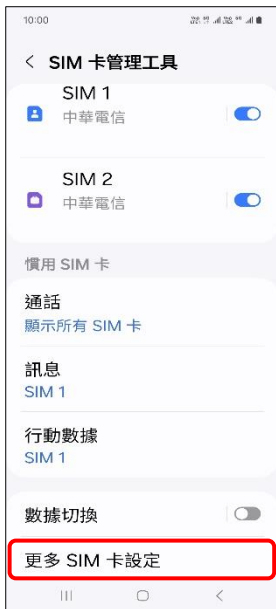 10:00
SIM 卡管理工具
SIM 1
中華電信
SIM 2
中華電信
慣用 SIM 卡
通話
顯示所有 SIM 卡
訊息
SIM 1
行動數據
SIM 1
數據切換
更多 SIM 卡設定